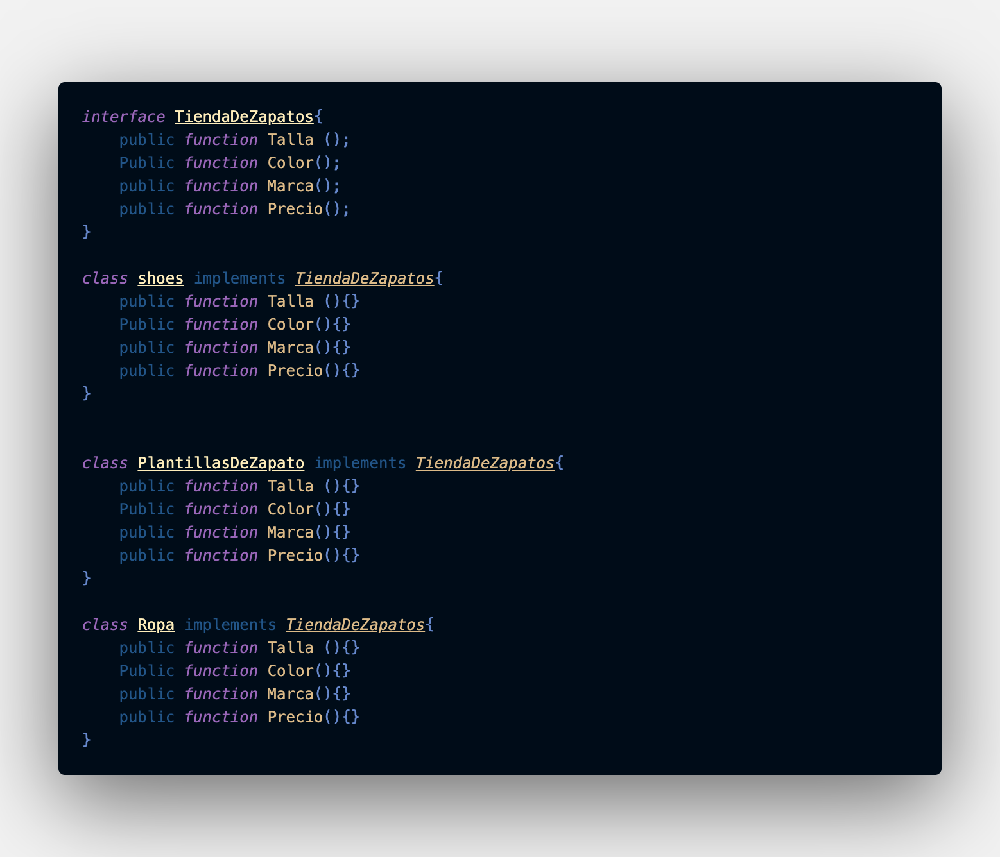 interface TiendaDeZapatos{
    public function Talla ();
    Public function Color();
    public function Marca();
    public function Precio();
}

class shoes implements TiendaDeZapatos{
    public function Talla (){}
    Public function Color(){}
    public function Marca(){}
    public function Precio(){}
}

class PlantillasDeZapato implements TiendaDeZapatos{
    public function Talla (){}
    Public function Color(){}
    public function Marca(){}
    public function Precio(){}
}

class Ropa implements TiendaDeZapatos{
    public function Talla (){}
    Public function Color(){}
    public function Marca(){}
    public function Precio(){}
}